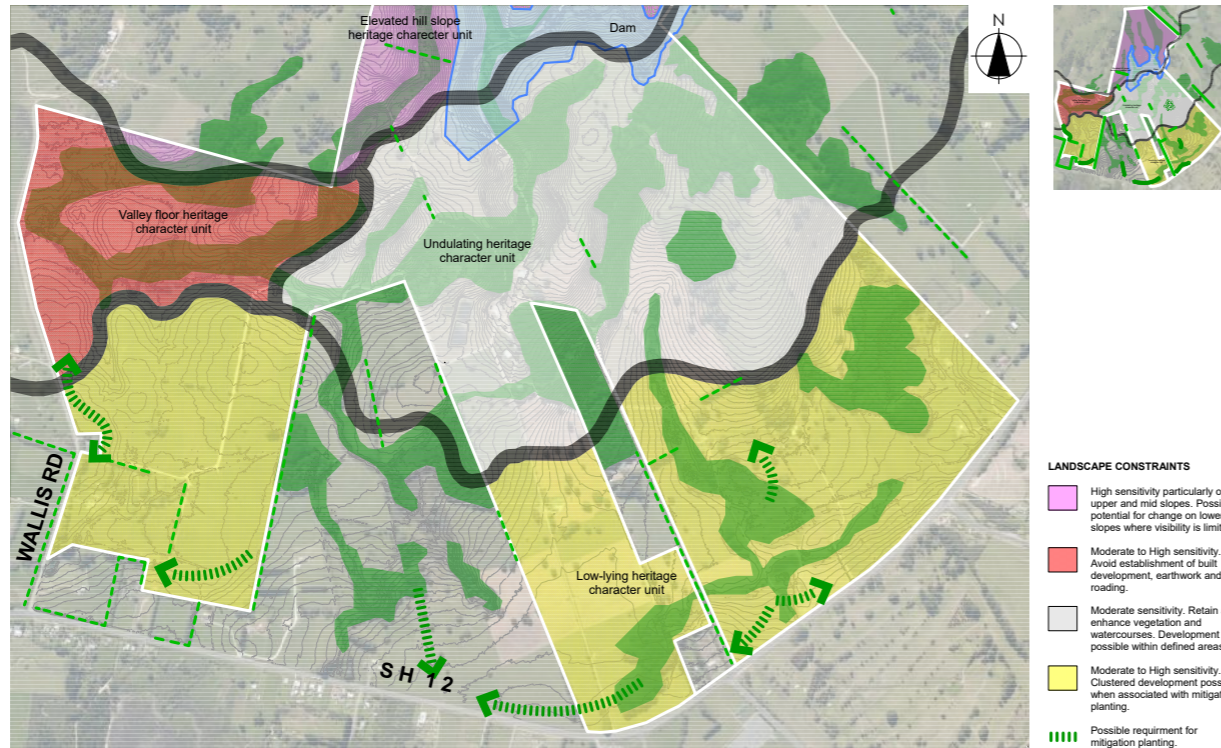 Elevated hill slope
heritage charecter unit
Dam
N
Valley floor heritage
character unit
Undulating heritage
character unit
WALLIS RD
Low-lying heritage
character unit
SH 12
LANDSCAPE CONSTRAINTS
High sensitivity particularly o
upper and mid slopes. Possi
potential for change on lowe
slopes where visibility is limit
Moderate to High sensitivity.
Avoid establishment of built
development, earthwork and
roading.
Moderate sensitivity. Retain
enhance vegetation and
watercourses. Development
possible within defined areas
Moderate to High sensitivity.
Clustered development poss
when associated with mitigat
planting.
Possible requirment for
mitigation planting.